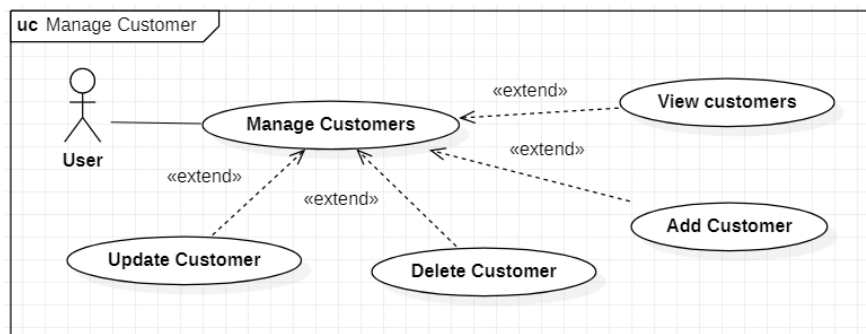 uc Manage Customer
«extend»
View customers
Manage Customers
«extend»
User
«extend»
«extend»
Add Customer
Update Customer
Delete Customer